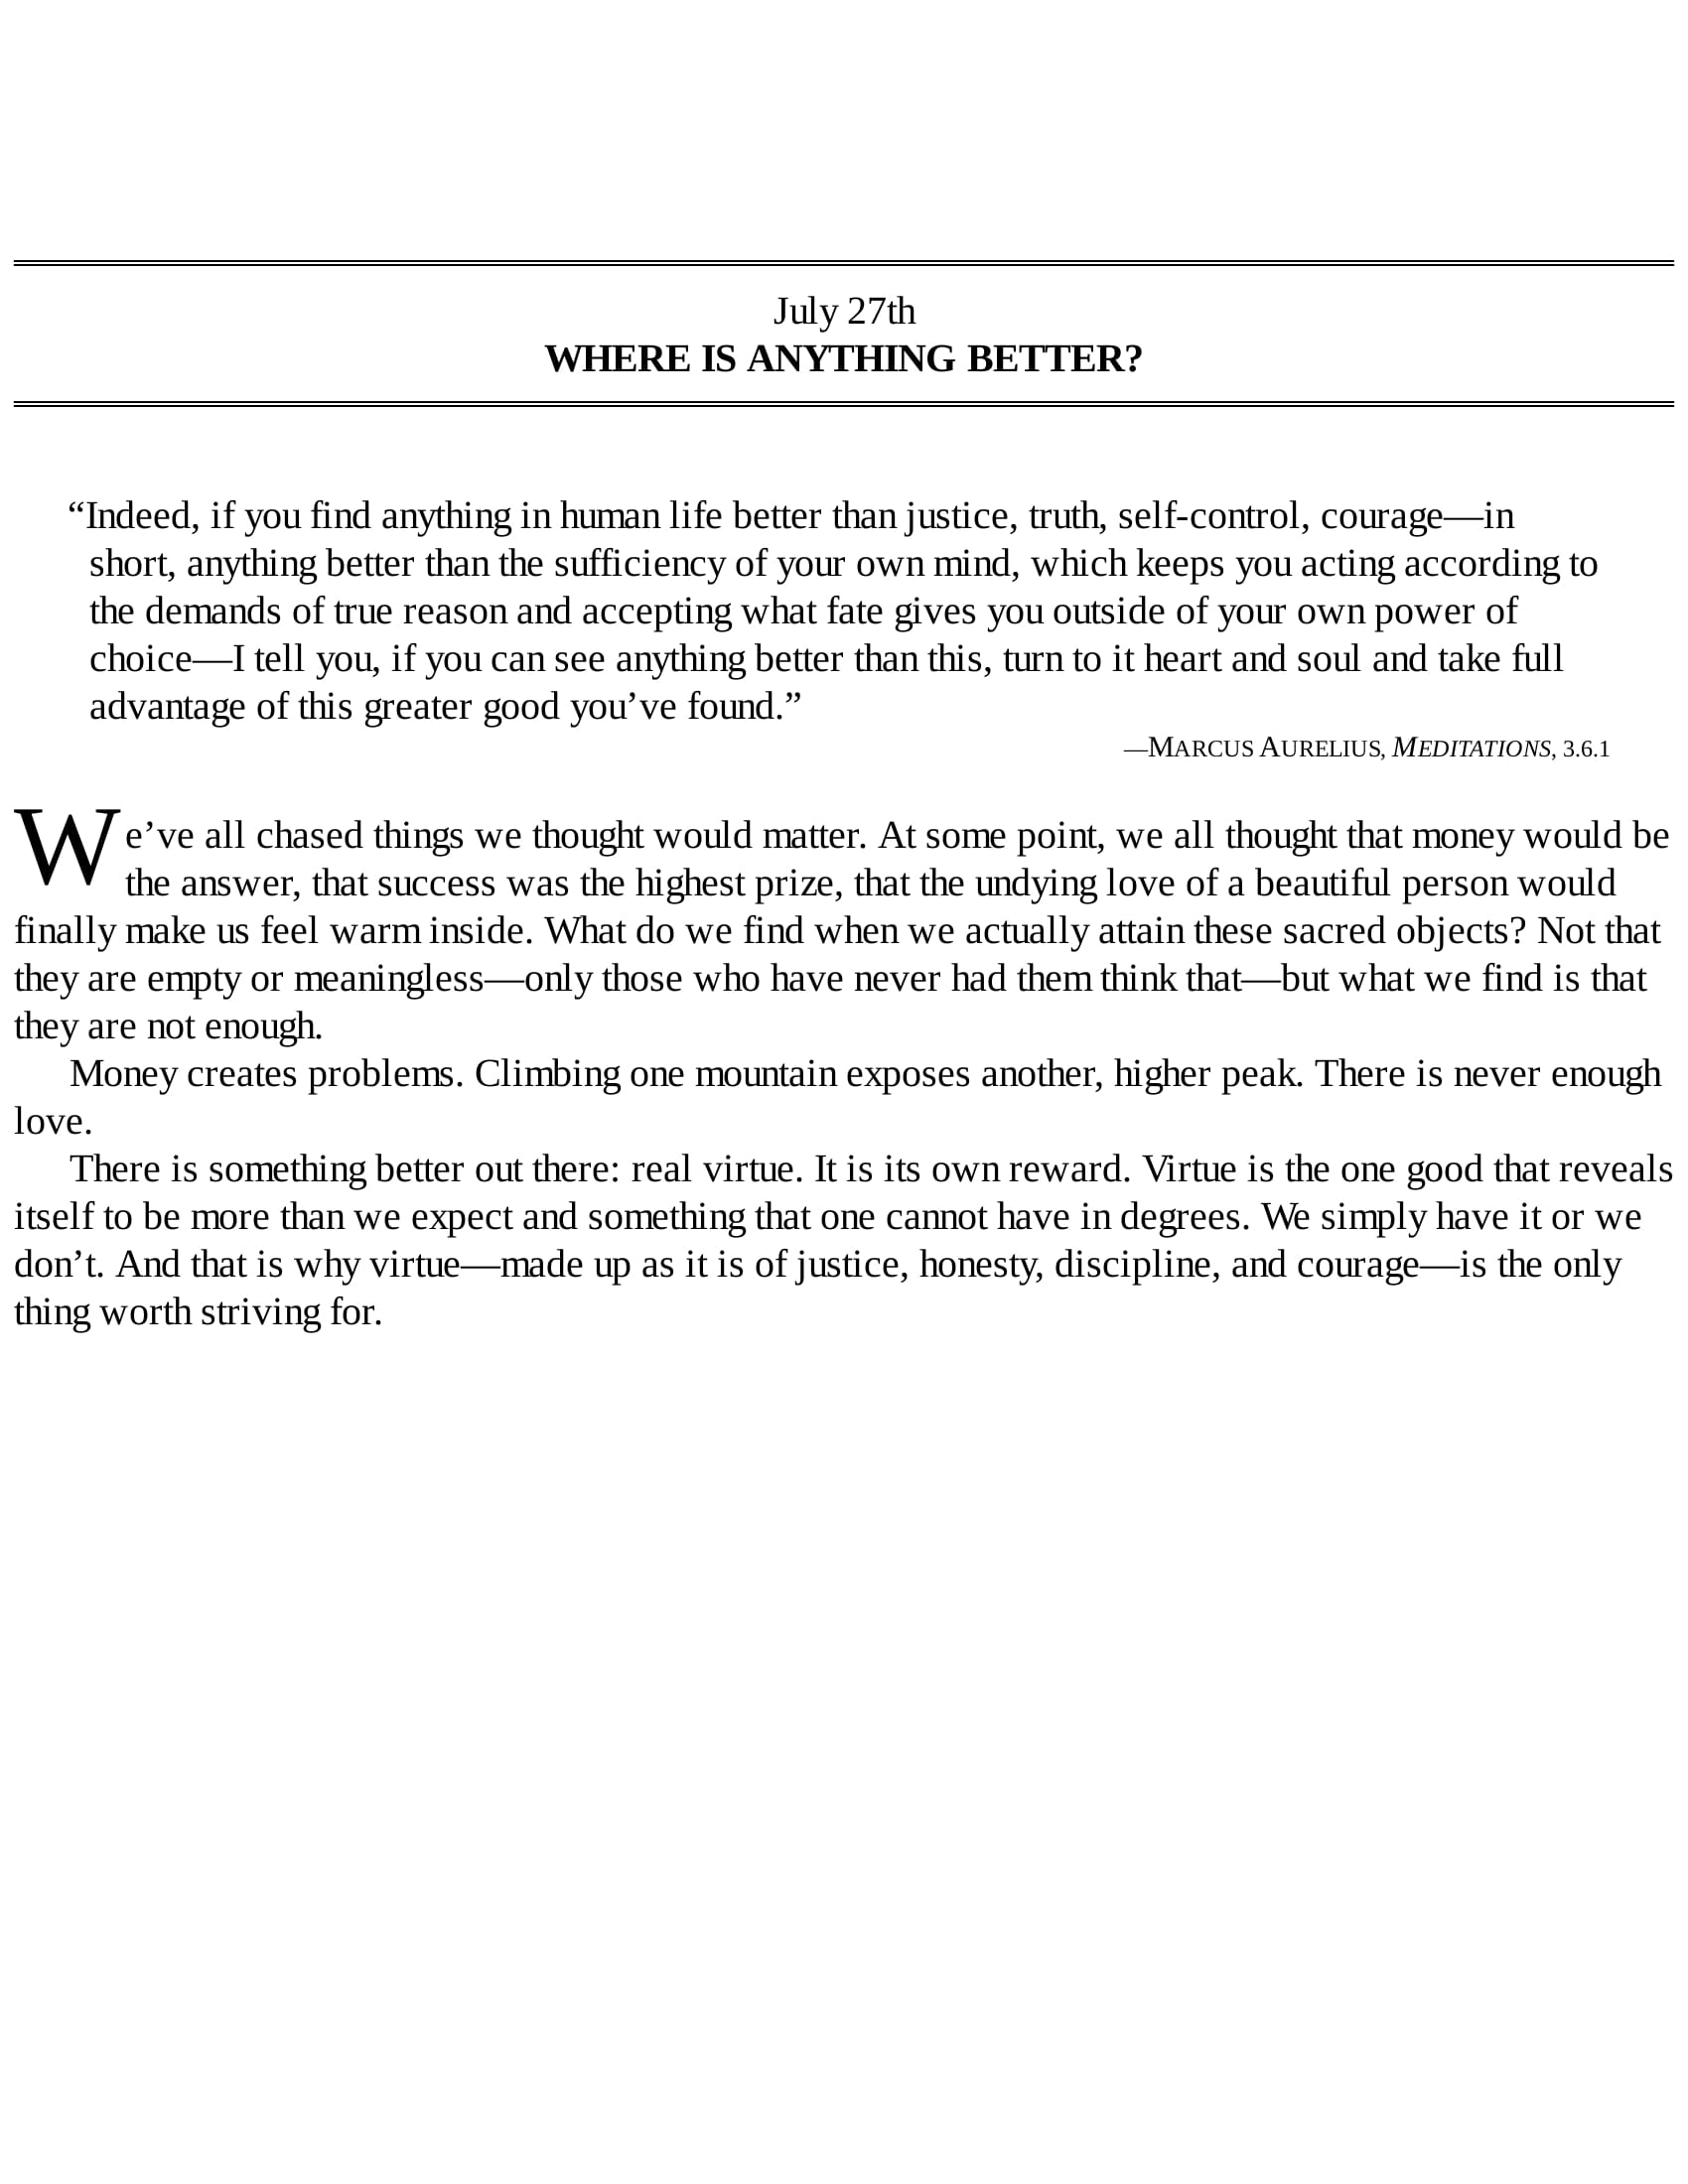 July 27th
WHERE IS ANYTHING BETTER?
“Indeed, if you find anything in human life better than justice, truth, self-control, courage—in
short, anything better than the sufficiency of your own mind, which keeps you acting according to
the demands of true reason and accepting what fate gives you outside of your own power of
choice—I tell you, if you can see anything better than this, turn to it heart and soul and take full
advantage of this greater good you’ve found.”
—MARCUS AURELIUS, MEDITATIONS, 3.6.1
We’ve all chased things we thought would matter. At some point, we all thought that money would be
the answer, that success was the highest prize, that the undying love of a beautiful person would
finally make us feel warm inside. What do we find when we actually attain these sacred objects? Not that
they are empty or meaningless—only those who have never had them think that—but what we find is that
they are not enough.
Money creates problems. Climbing one mountain exposes another, higher peak. There is never enough
love.
There is something better out there: real virtue. It is its own reward. Virtue is the one good that reveals
itself to be more than we expect and something that one cannot have in degrees. We simply have it or we
don’t. And that is why virtue—made up as it is of justice, honesty, discipline, and courage—is the only
thing worth striving for.